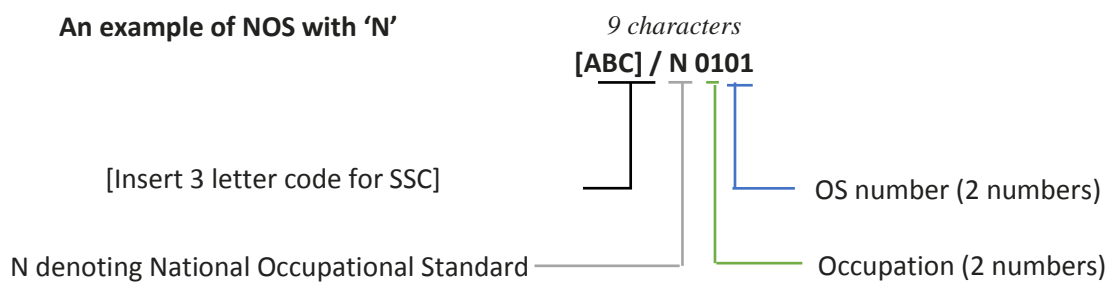 An example of NOS with ‘N’
9 characters
[ABC] / N 0101
[Insert 3 letter code for SSC]
OS number (2 numbers)
N denoting National Occupational Standard
Occupation (2 numbers)